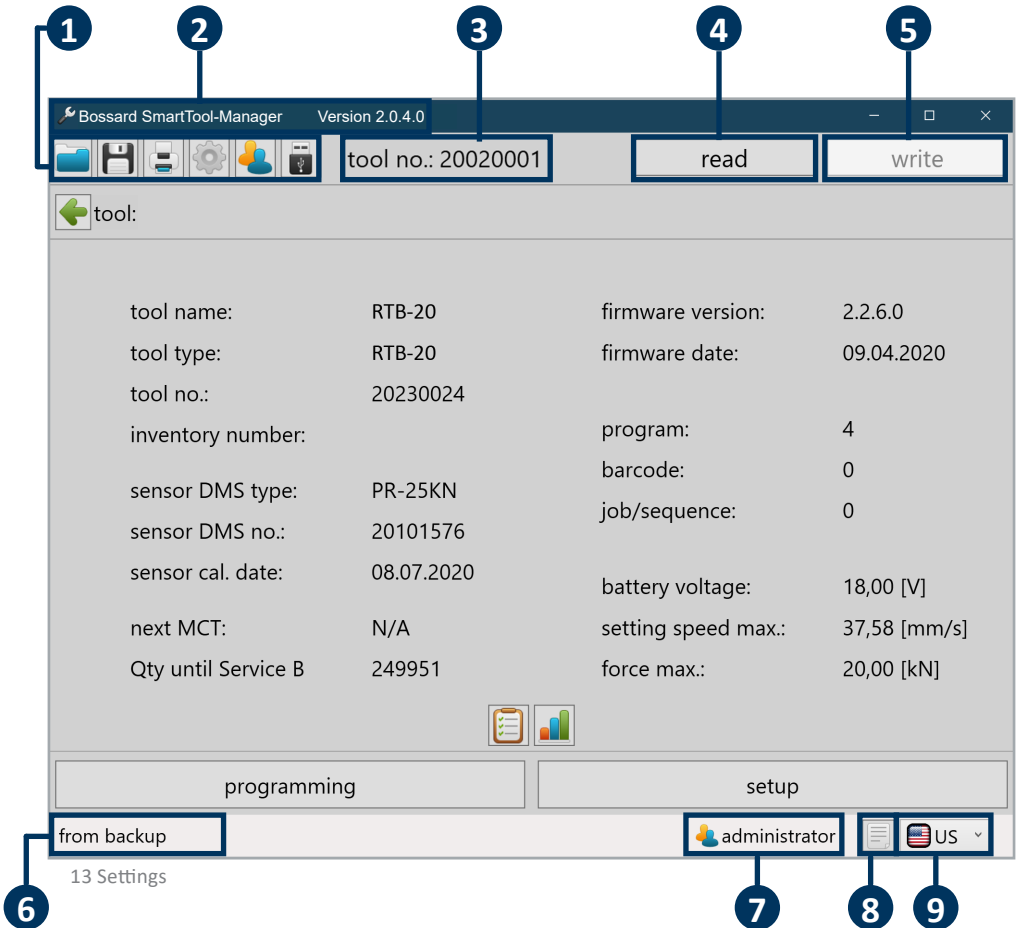 1 2 3 4 5
Bossard SmartTool-Manager Version 2.0.4.0
tool no.: 20020001 read write
tool:
tool name: RTB-20 firmware version: 2.2.6.0
tool type: RTB-20 firmware date: 09.04.2020
tool no.: 20230024
inventory number: program: 4
barcode: 0
sensor DMS type: PR-25KN job/sequence: 0
sensor DMS no.: 20101576
sensor cal. date: 08.07.2020 battery voltage: 18,00 [V]
next MCT: N/A setting speed max.: 37,58 [mm/s]
Qty until Service B 249951 force max.: 20,00 [kN]
programming setup
from backup administrator US
13 Settings
6 7 8 9